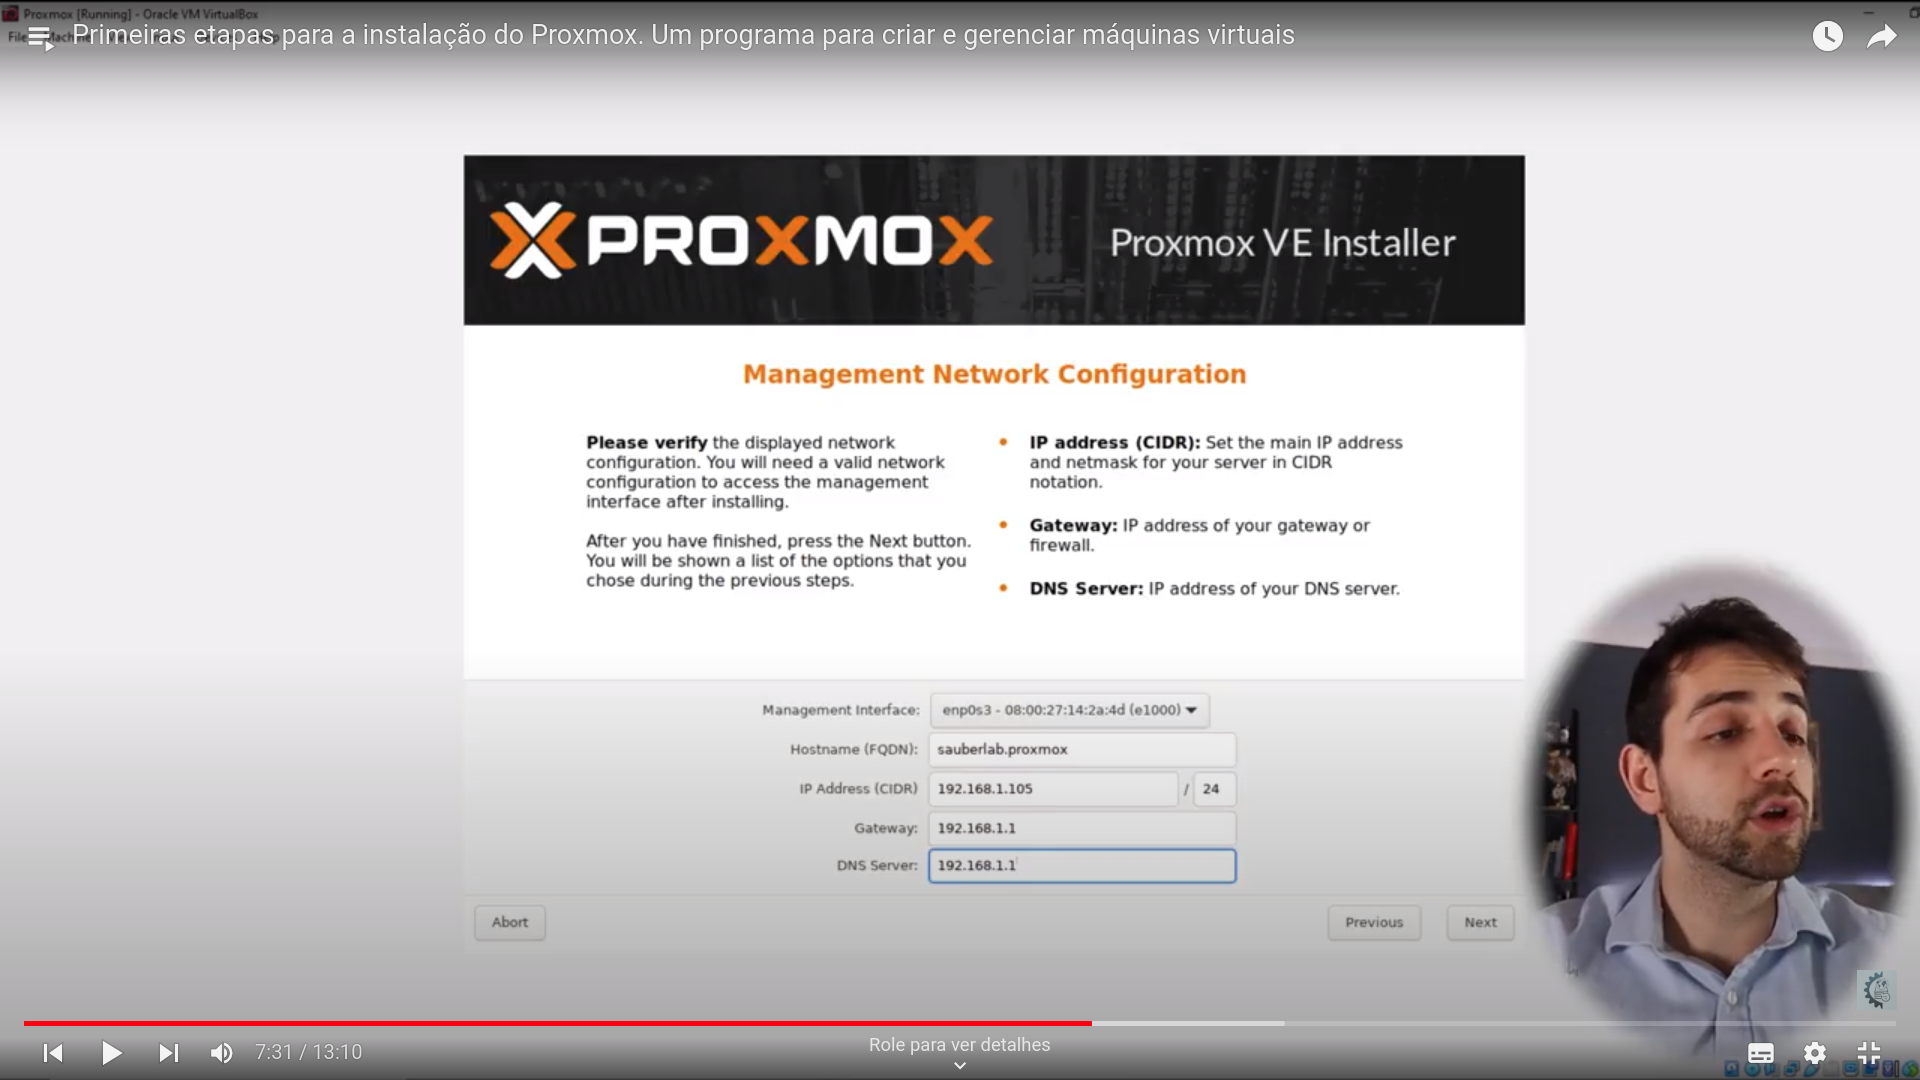 Proxmox [Running] - Oracle VM VirtualBox
Primeiras etapas para a instalação do Proxmox. Um programa para criar e gerenciar máquinas virtuais
PROXMOX
Proxmox VE Installer
Management Network Configuration
Please verify the displayed network
configuration. You will need a valid network
configuration to access the management
interface after installing.
After you have finished, press the Next button.
You will be shown a list of the options that you
chose during the previous steps.
• IP address (CIDR): Set the main IP address
and netmask for your server in CIDR
notation.
• Gateway: IP address of your gateway or
firewall.
• DNS Server: IP address of your DNS server.
Management Interface: enp0s3 - 08:00:27:14:2a:4d (e1000)
Hostname (FQDN): sauberlab.proxmox
IP Address (CIDR) 192.168.1.105 / 24
Gateway: 192.168.1.1
DNS Server: 192.168.1.1
Abort Previous Next
7:31 / 13:10
Role para ver detalhes